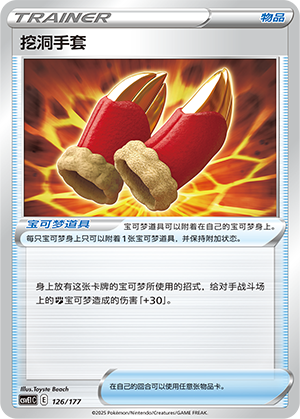 TRAINER 物品
挖洞手套
宝可梦道具 宝可梦道具可以附着在自己的宝可梦身上。
每只宝可梦身上只可以附着1张宝可梦道具，并保持附加状态。
身上放有这张卡牌的宝可梦所使用的招式，给对手战斗场
上的宝可梦造成的伤害「+30」。
Illus.Toyste Beach
C E 126/177
在自己的回合可以使用任意张物品卡。
©2025 Pokémon/Nintendo/Creatures/GAME FREAK.